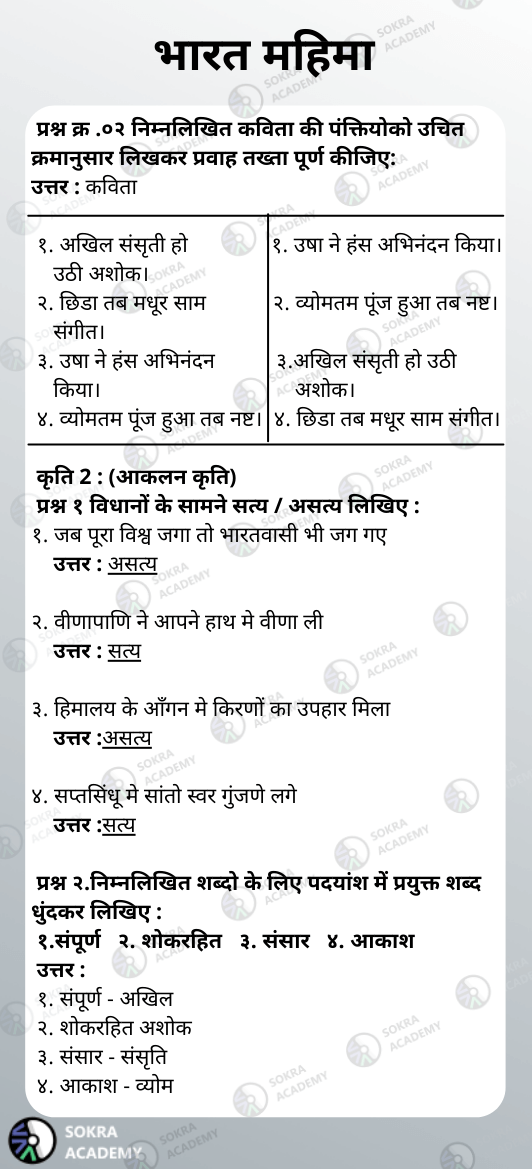 भारत महिमा
प्रश्न क्र .०२ निम्नलिखित कविता की पंक्तियोको उचित
क्रमानुसार लिखकर प्रवाह तख्ता पूर्ण कीजिए:
उत्तर : कविता
१. अखिल संसृती हो
उठी अशोक।
२. छिडा तब मधूर साम
संगीत।
३. उषा ने हंस अभिनंदन
किया।
४. व्योमतम पूंज हुआ तब नष्ट।
१. उषा ने हंस अभिनंदन किया।
२. व्योमतम पूंज हुआ तब नष्ट।
३.अखिल संसृती हो उठी
अशोक।
४. छिडा तब मधूर साम संगीत।
कृति 2 : (आकलन कृति)
प्रश्न १ विधानों के सामने सत्य / असत्य लिखिए :
१. जब पूरा विश्व जगा तो भारतवासी भी जग गए
उत्तर : असत्य
२. वीणापाणि ने आपने हाथ मे वीणा ली
उत्तर : सत्य
३. हिमालय के आँगन मे किरणों का उपहार मिला
उत्तर :असत्य
४. सप्तसिंधू मे सांतो स्वर गुंजणे लगे
उत्तर :सत्य
प्रश्न २.निम्नलिखित शब्दो के लिए पदयांश में प्रयुक्त शब्द
धुंदकर लिखिए :
१.संपूर्ण २. शोकरहित ३. संसार ४. आकाश
उत्तर :
१. संपूर्ण - अखिल
२. शोकरहित अशोक
३. संसार - संसृति
४. आकाश - व्योम
SOKRA
ACADEMY